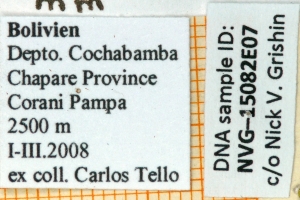 Bolivien
Depto. Cochabamba
Chapare Province
Corani Pampa
2500 m
I-III.2008
ex coll. Carlos Tello
DNA sample ID:
NVG-15082E07
c/o Nick V. Grishin